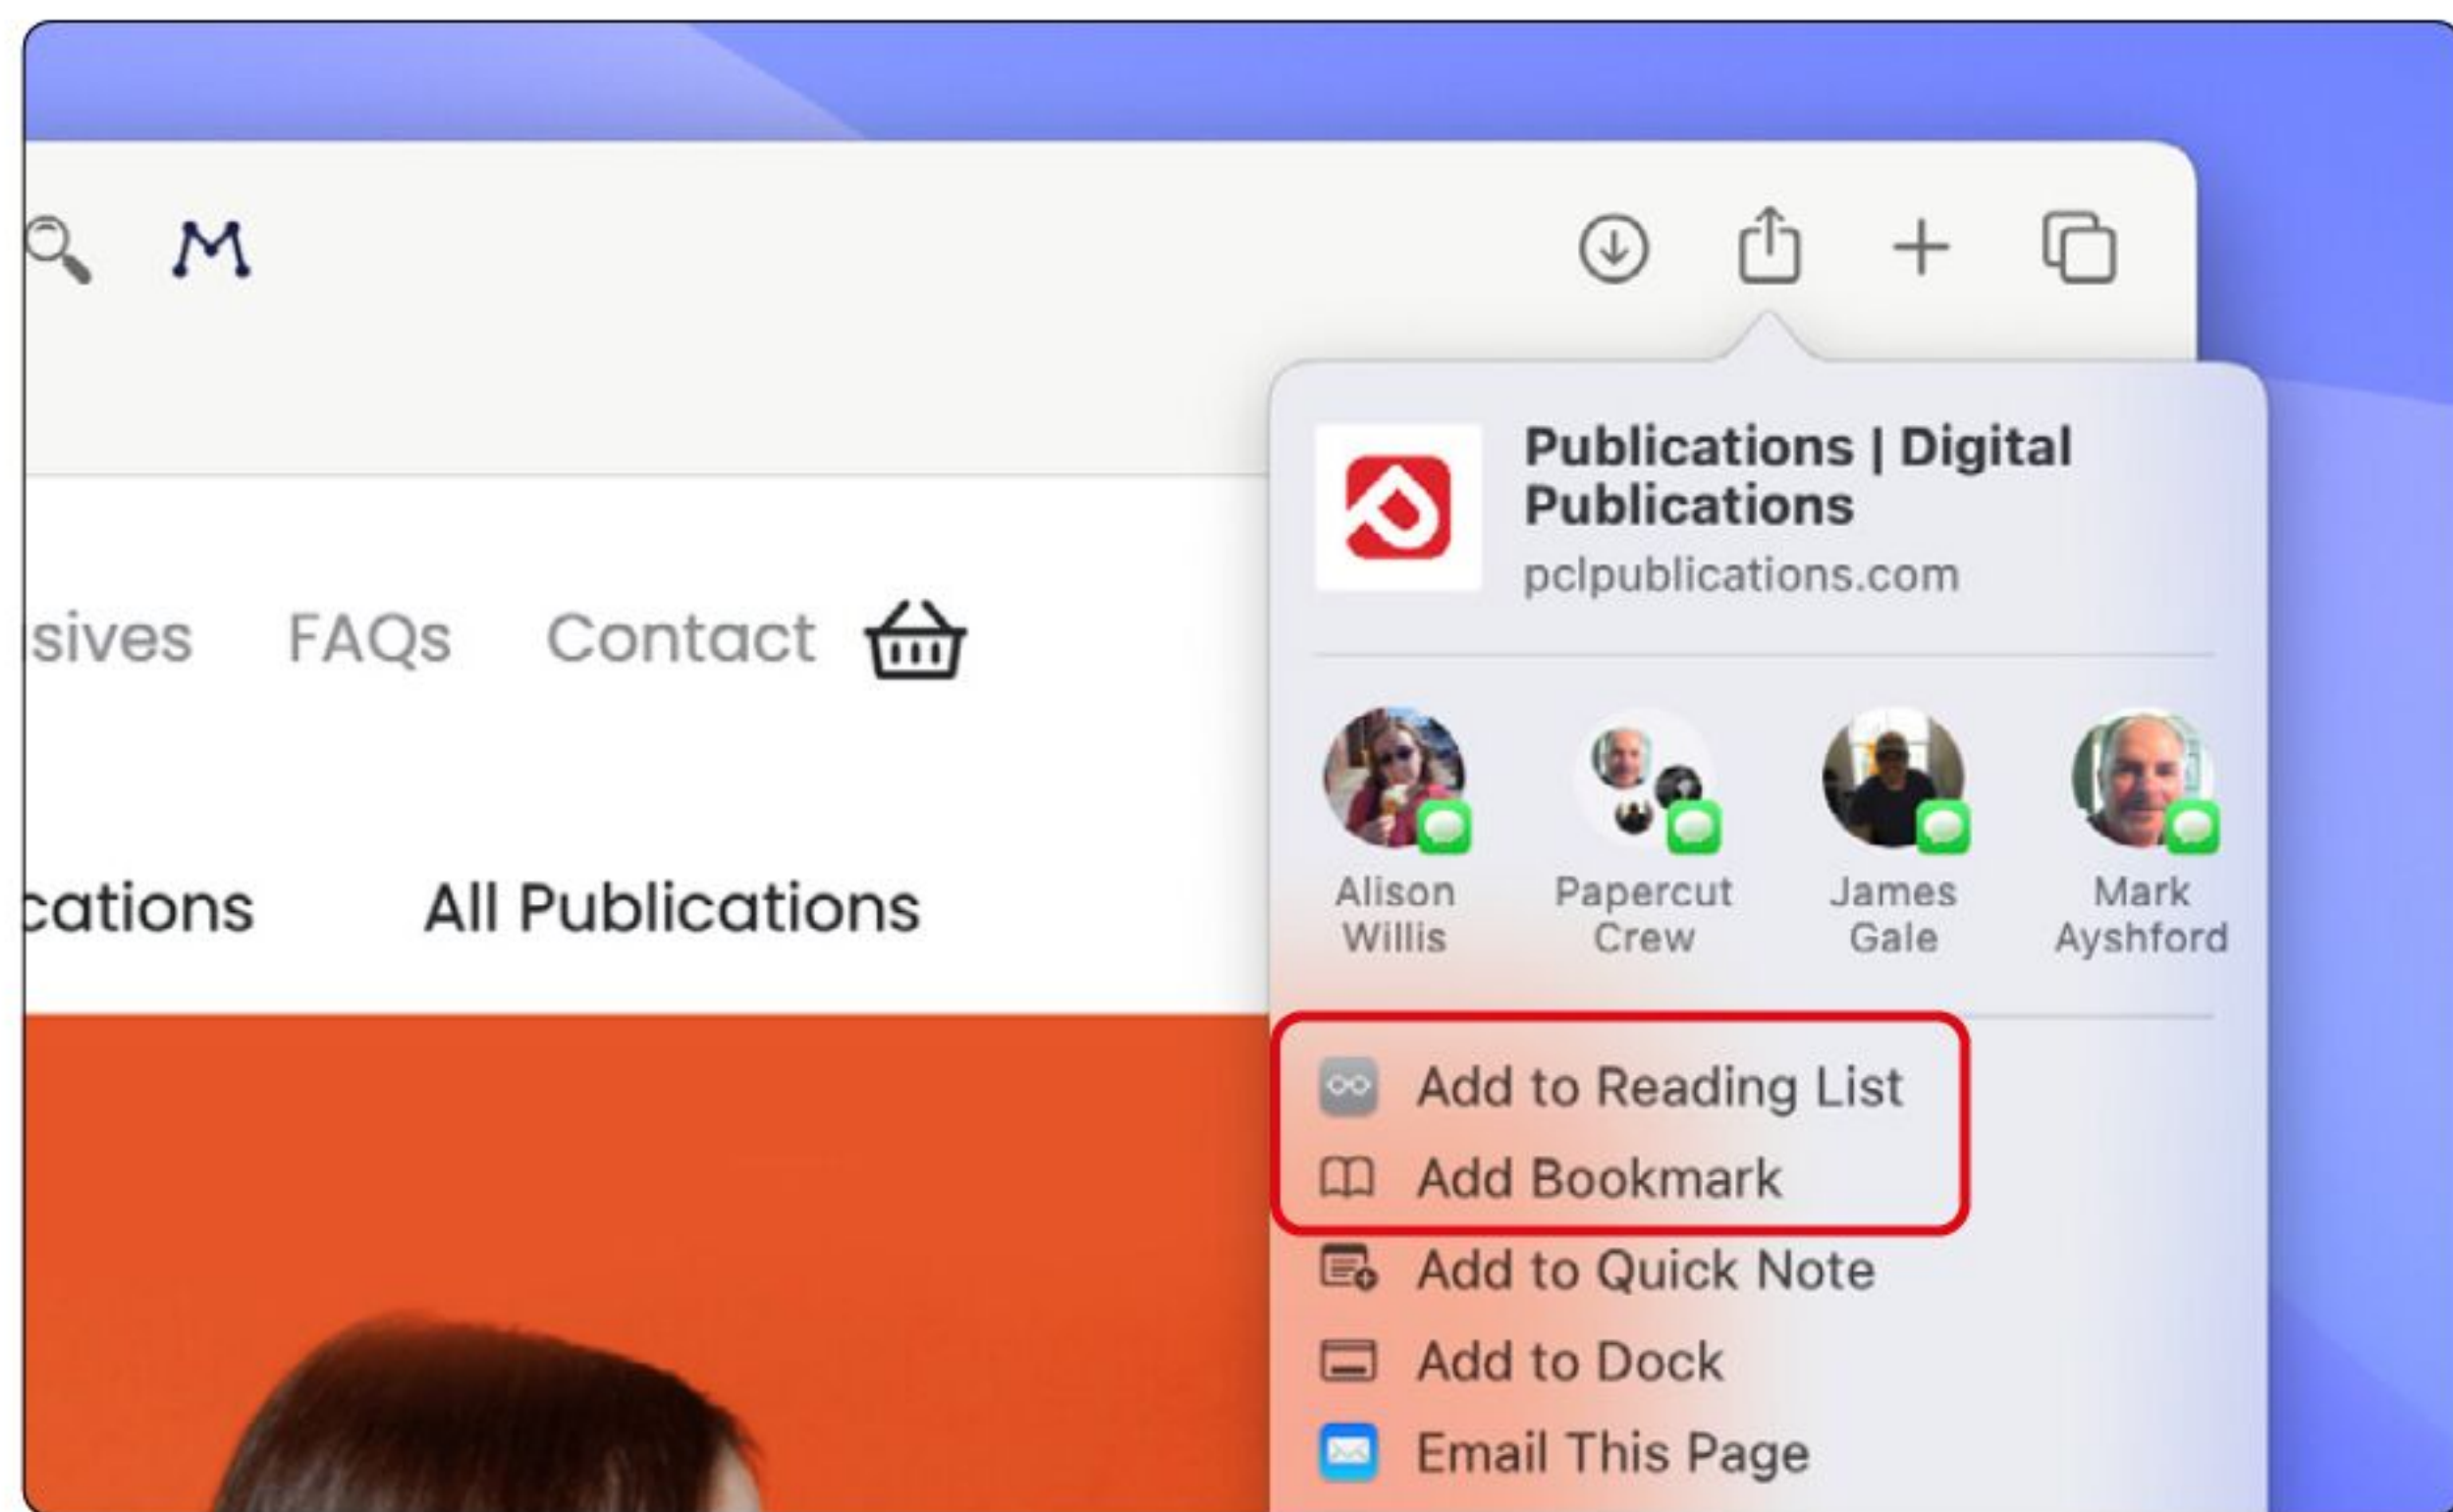 Publications | Digital
Publications
pclpublications.com
sives FAQs Contact
Alison
Willis
Papercut
Crew
James
Gale
Mark
Ayshford
cations All Publications
Add to Reading List
Add Bookmark
Add to Quick Note
Add to Dock
Email This Page